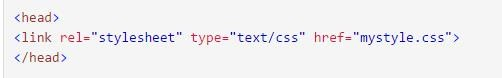 <head>
<link rel="stylesheet" type="text/css" href="mystyle.css">
</head>